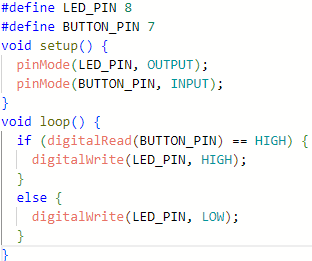 #define LED_PIN 8
#define BUTTON_PIN 7
void setup() {
  pinMode(LED_PIN, OUTPUT);
  pinMode(BUTTON_PIN, INPUT);
}
void loop() {
  if (digitalRead(BUTTON_PIN) == HIGH) {
    digitalWrite(LED_PIN, HIGH);
  }
  else {
    digitalWrite(LED_PIN, LOW);
  }
}